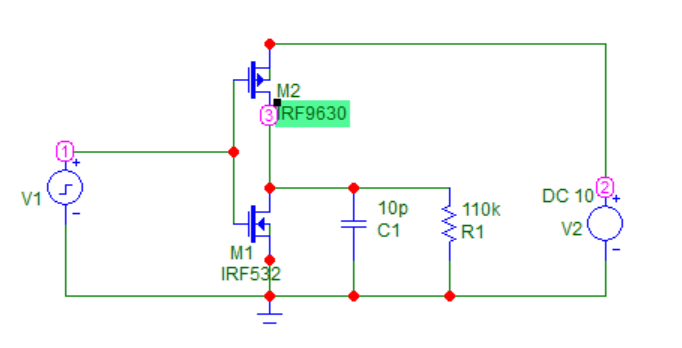 M2
IRF9630
3
1
V1
+
-
M1
IRF532
10p
C1
110k
R1
DC 10
2
V2
+
-